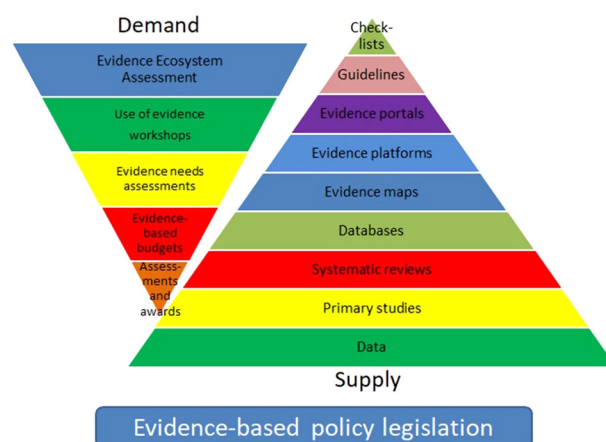 Demand
Evidence Ecosystem
Assessment
Use of evidence
workshops
Evidence needs
assessments
Evidence-
based budgets
Assess-
ments and
awards
Check-
lists
Guidelines
Evidence portals
Evidence platforms
Evidence maps
Databases
Systematic reviews
Primary studies
Data
Supply
Evidence-based policy legislation